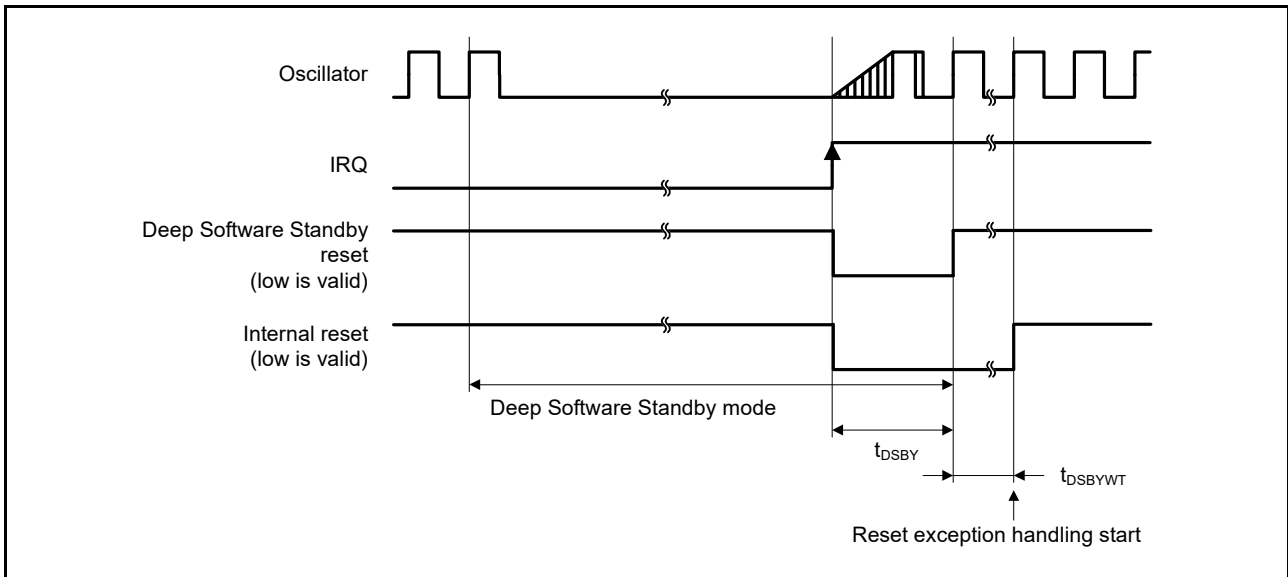 Oscillator
IRQ
Deep Software Standby
reset
(low is valid)
Internal reset
(low is valid)
Deep Software Standby mode
tDSBY
tDSBYWT
Reset exception handling start